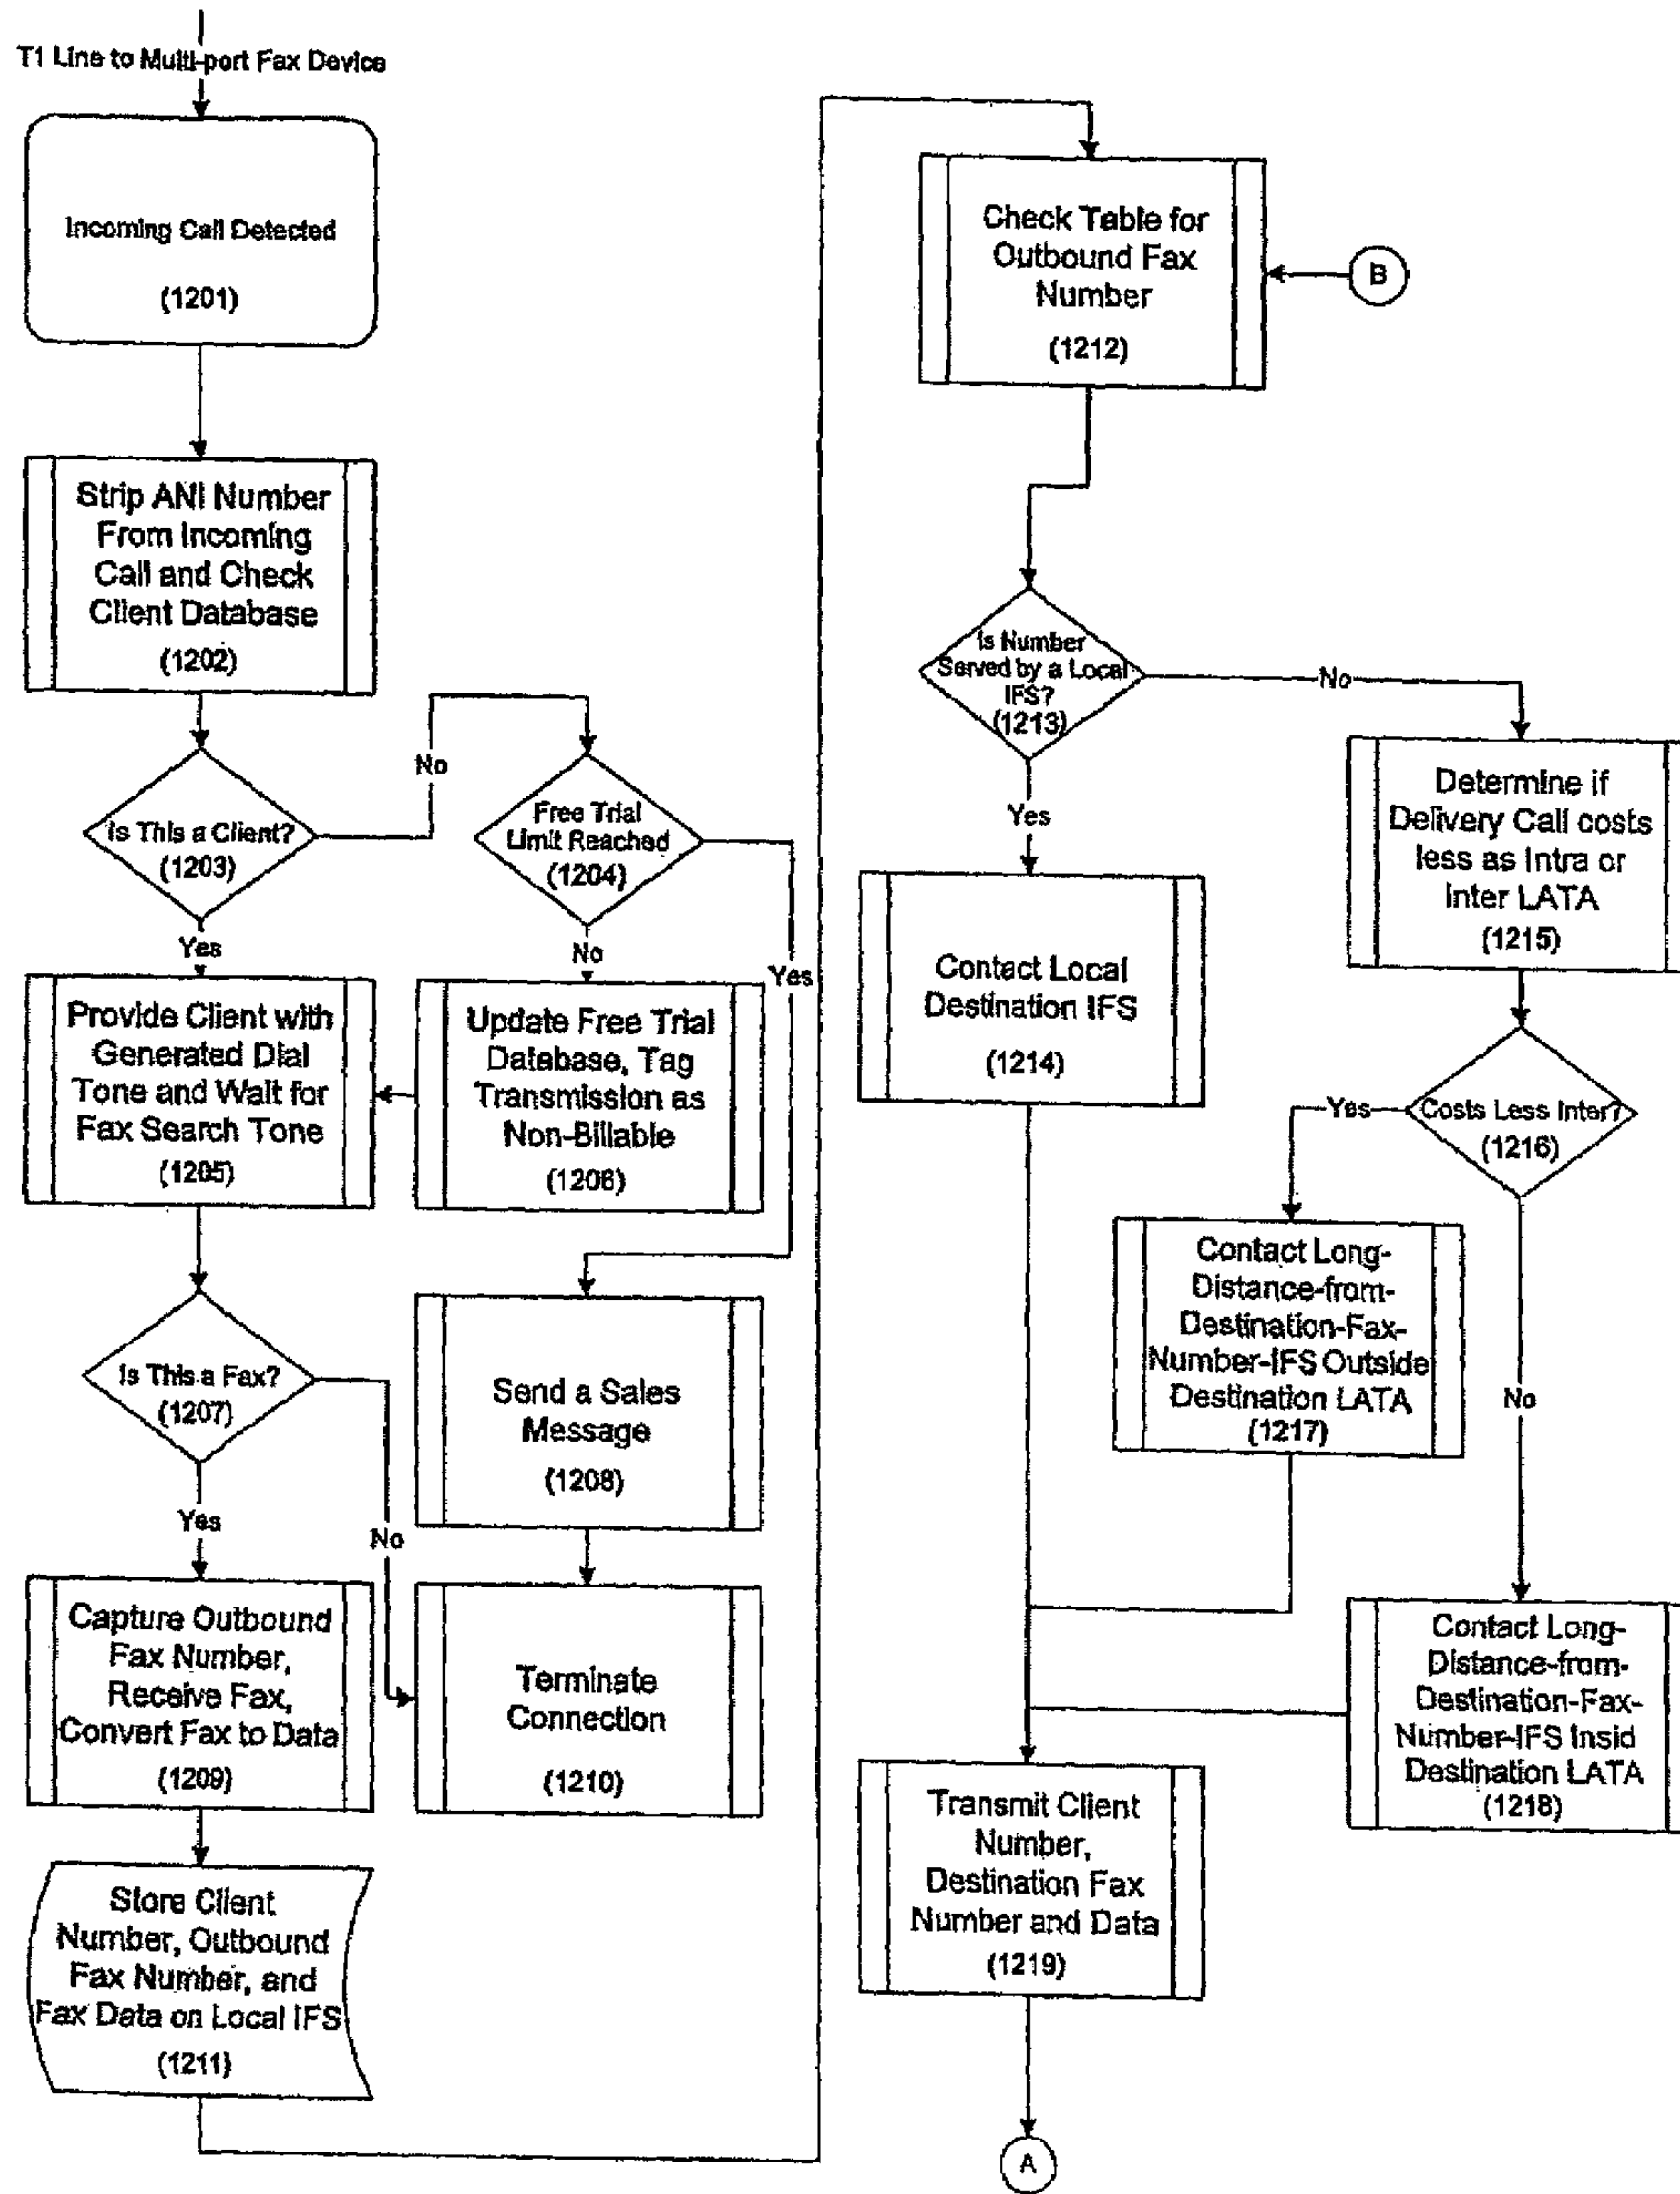 T1 Line to Multi-port Fax Device
Incoming Call Detected
(1201)
Strip ANI Number
From Incoming
Call and Check
Client Database
(1202)
Is This a Client?
(1203)
No
Yes
Free Trial
Limit Reached
(1204)
No
Yes
Provide Client with
Generated Dial
Tone and Wait for
Fax Search Tone
(1205)
Update Free Trial
Database, Tag
Transmission as
Non-Billable
(1206)
Is This a Fax?
(1207)
Yes
No
Send a Sales
Message
(1208)
Capture Outbound
Fax Number,
Receive Fax,
Convert Fax to Data
(1209)
Terminate
Connection
(1210)
Store Client
Number, Outbound
Fax Number, and
Fax Data on Local IFS
(1211)
Check Table for
Outbound Fax
Number
(1212)
B
Is Number
Served by a Local
IFS?
(1213)
No
Yes
Contact Local
Destination IFS
(1214)
Determine if
Delivery Call costs
less as Intra or
Inter LATA
(1215)
Costs Less Inter?
(1216)
Yes
No
Contact Long-
Distance-from-
Destination-Fax-
Number-IFS Outside
Destination LATA
(1217)
Contact Long-
Distance-from-
Destination-Fax-
Number-IFS Insid
Destination LATA
(1218)
Transmit Client
Number,
Destination Fax
Number and Data
(1219)
A